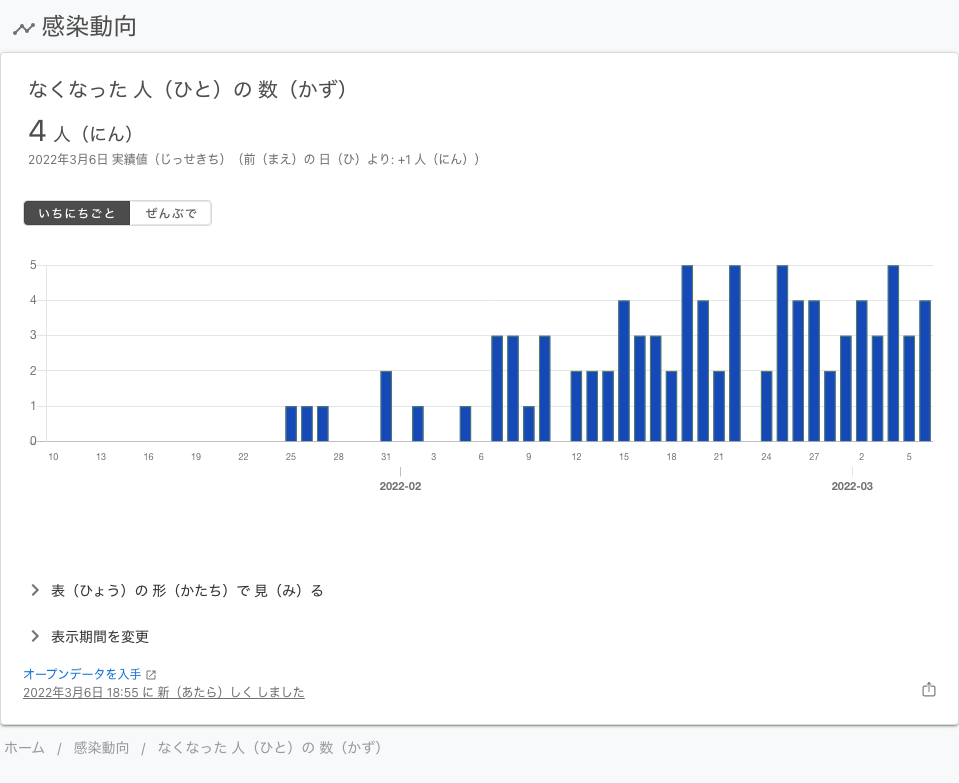 感染動向
なくなった 人（ひと）の 数（かず）
4 人（にん）
2022年3月6日 実績値（じっせきち）（前（まえ）の 日（ひ）より: +1 人（にん））
いちにちごと ぜんぶで
5
4
3
2
1
0
10 13 16 19 22 25 28 31 3 6 9 12 15 18 21 24 27 2 5
2022-02 2022-03
表（ひょう）の 形（かたち）で 見（み）る
表示期間を変更
オープンデータを入手
2022年3月6日 18:55 に 新（あたら）しく しました
ホーム / 感染動向 / なくなった 人（ひと）の 数（かず）